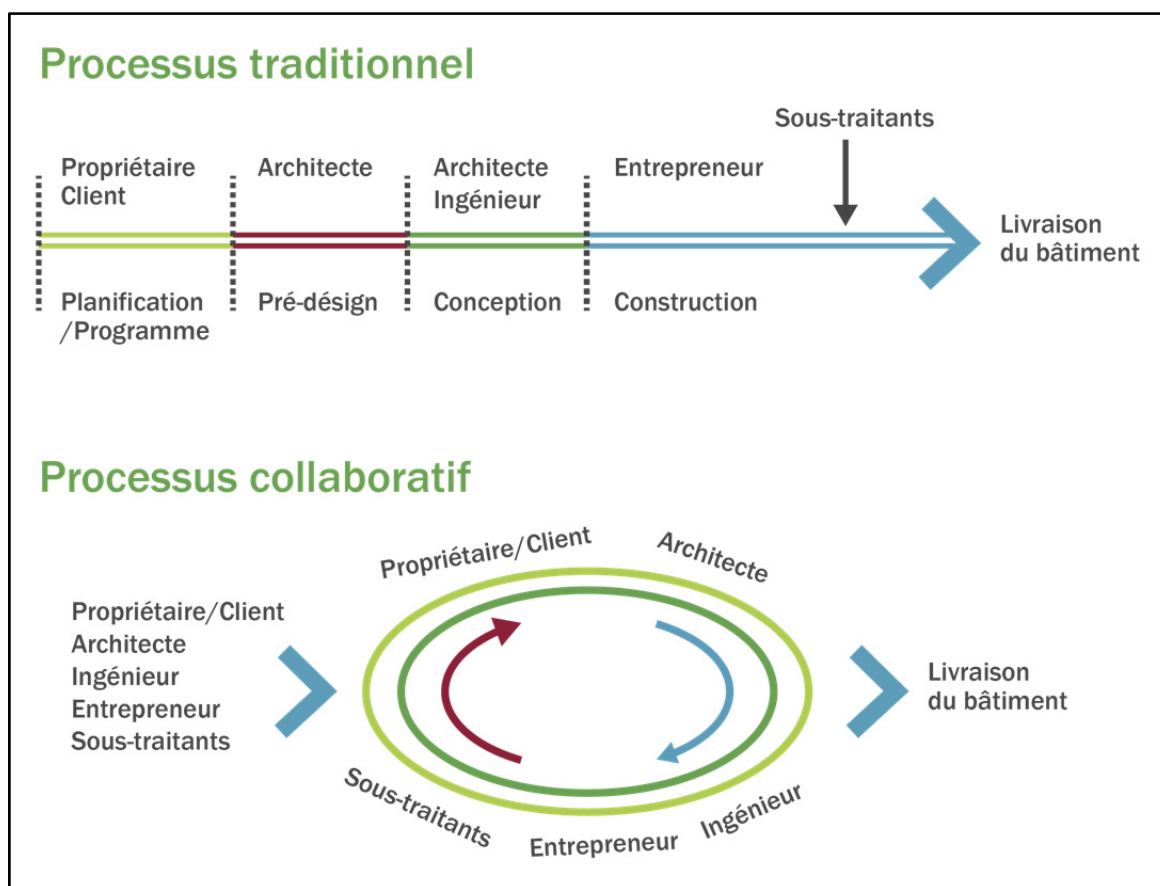 Processus traditionnel
Sous-traitants
Propriétaire
Client
Architecte
Architecte
Ingénieur
Entrepreneur
Livraison
du bâtiment
Planification
/Programme
Pré-désign
Conception
Construction
Processus collaboratif
Propriétaire/Client
Architecte
Propriétaire/Client
Architecte
Ingénieur
Entrepreneur
Sous-traitants
Livraison
du bâtiment
Sous-traitants
Entrepreneur
Ingénieur